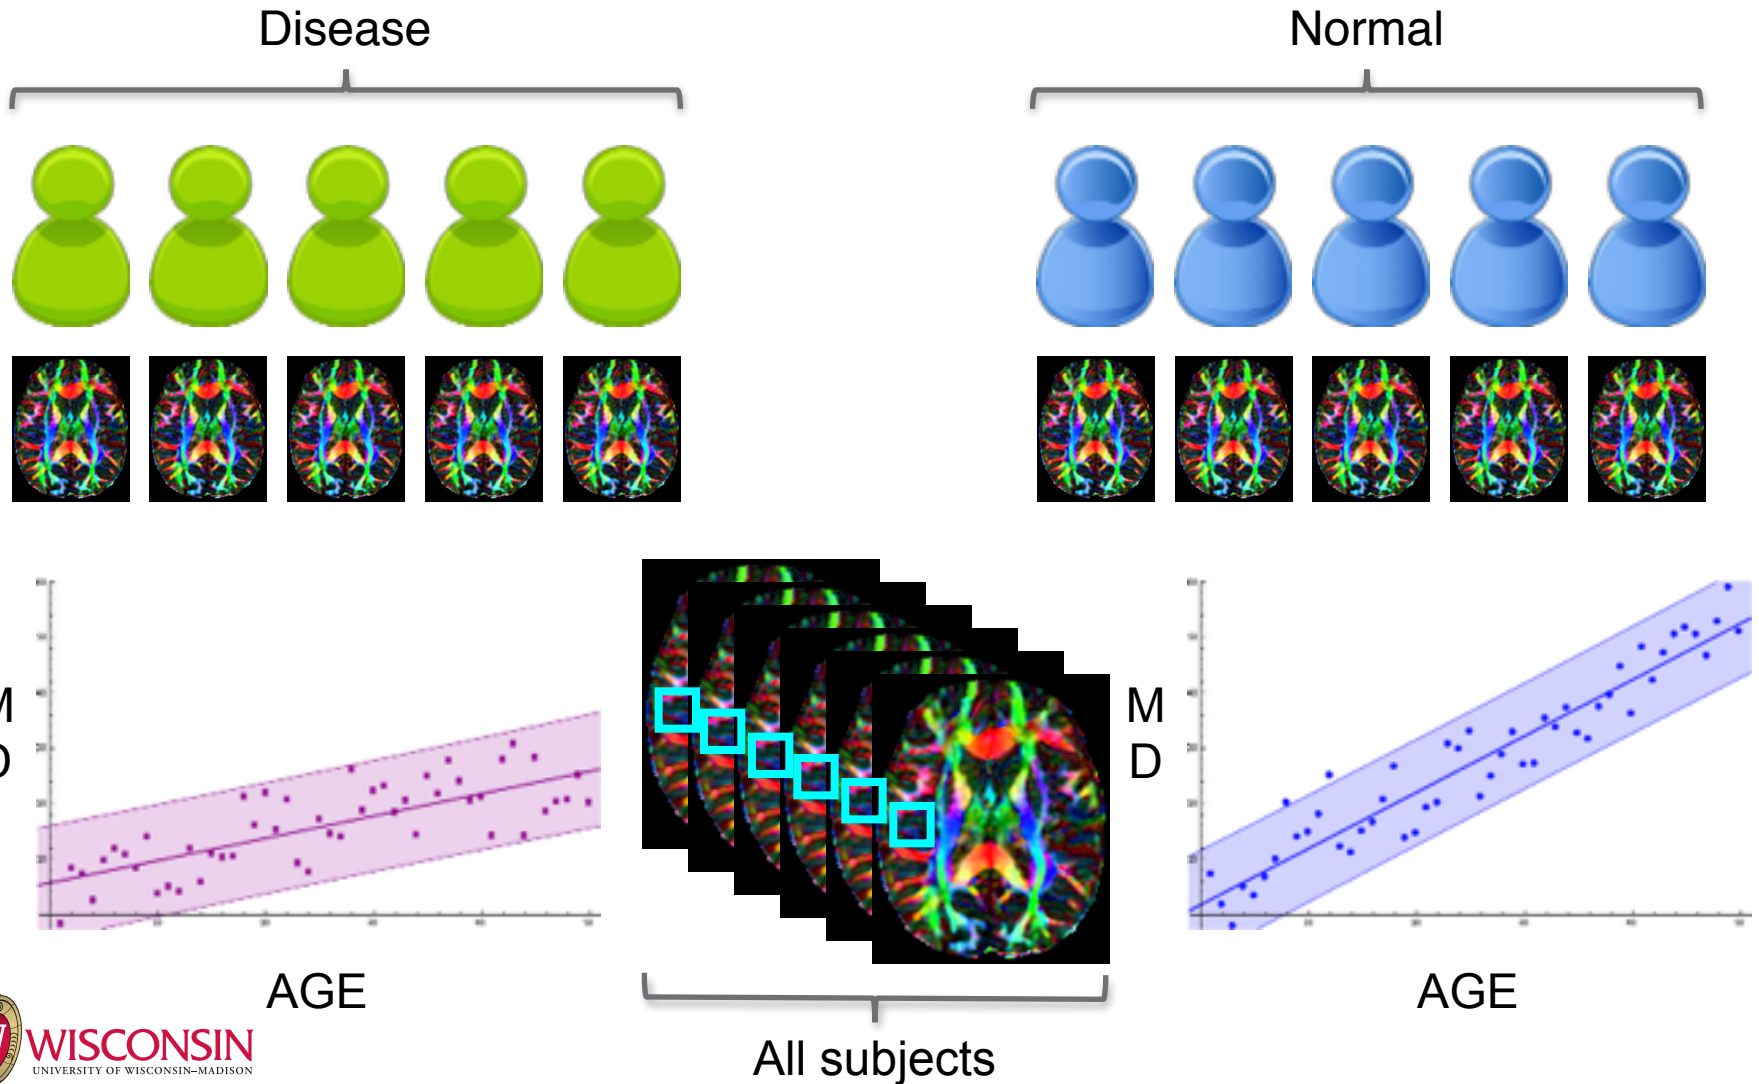 Disease
Normal
M
D
AGE
All subjects
M
D
AGE
WISCONSIN
UNIVERSITY OF WISCONSIN–MADISON